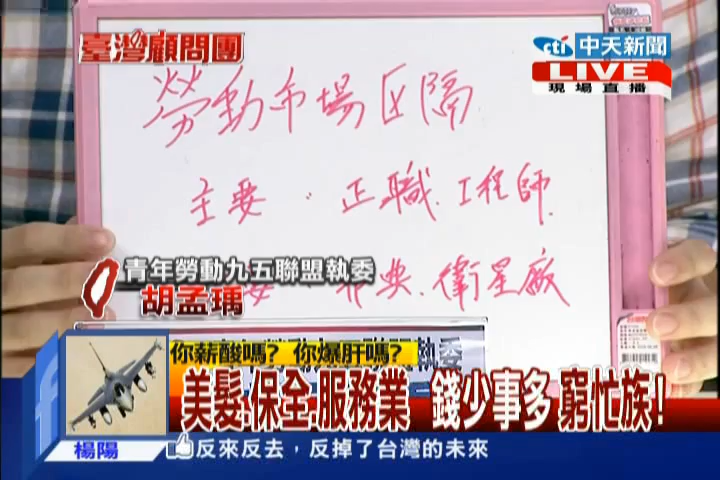 臺灣顧問團
cti 中天新聞
LIVE
現場直播
勞動市場区隔
主要 · 正職、工程師
青年勞動九五聯盟執委
衛星廠
胡孟瑀
你薪酸嗎? 你爆肝嗎?
執委
美髮.保全.服務業 錢少事多 窮忙族!
楊陽
反來反去，反掉了台灣的未來